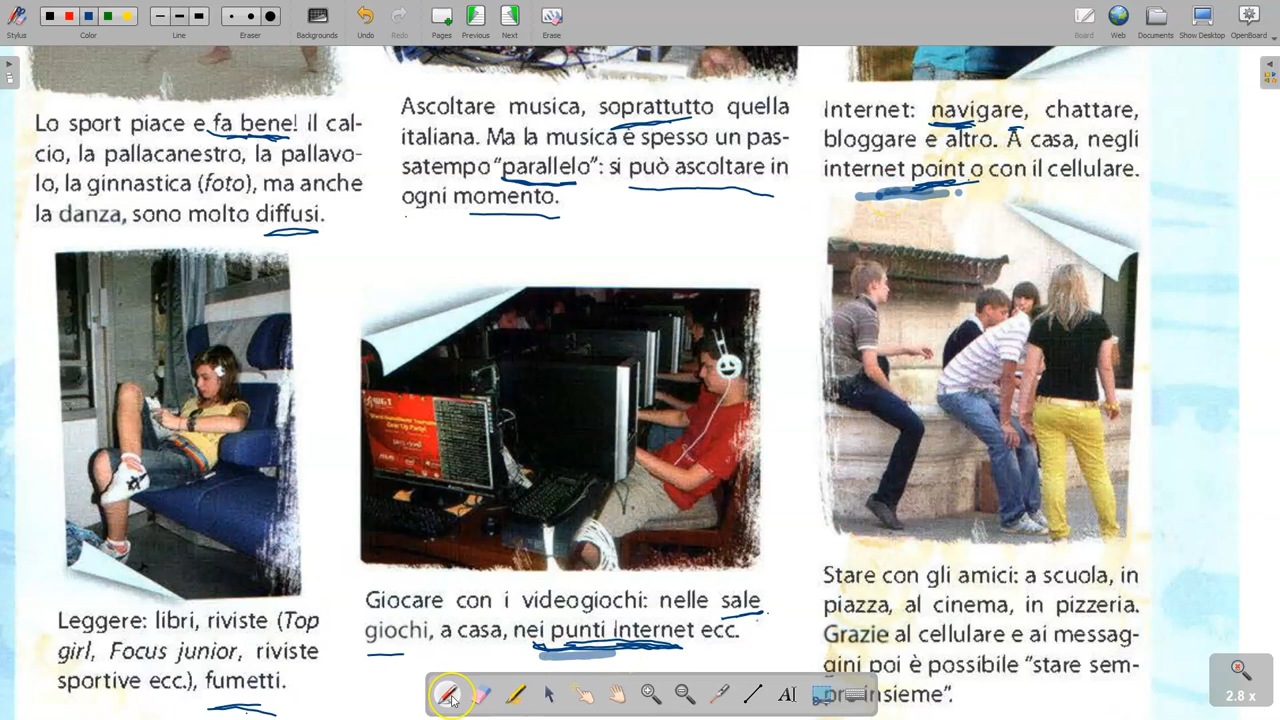 Stylus
Color
Line
Eraser
Backgrounds
Undo
Redo
Pages
Previous
Next
Erase
Board
Web
Documents
Show Desktop
OpenBoard
Lo sport piace e fa bene! Il cal-
cio, la pallacanestro, la pallavo-
lo, la ginnastica (foto), ma anche
la danza, sono molto diffusi.
Ascoltare musica, soprattutto quella
italiana. Ma la musica è spesso un pas-
satempo "parallelo": si può ascoltare in
ogni momento.
Internet: navigare, chattare,
bloggare e altro. A casa, negli
internet point o con il cellulare.
Leggere: libri, riviste (Top
girl, Focus junior, riviste
sportive ecc.), fumetti.
Giocare con i videogiochi: nelle sale
giochi, a casa, nei punti Internet ecc.
Stare con gli amici: a scuola, in
piazza, al cinema, in pizzeria.
Grazie al cellulare e ai messag-
gini poi è possibile "stare sem-
pre insieme".
2.8 x